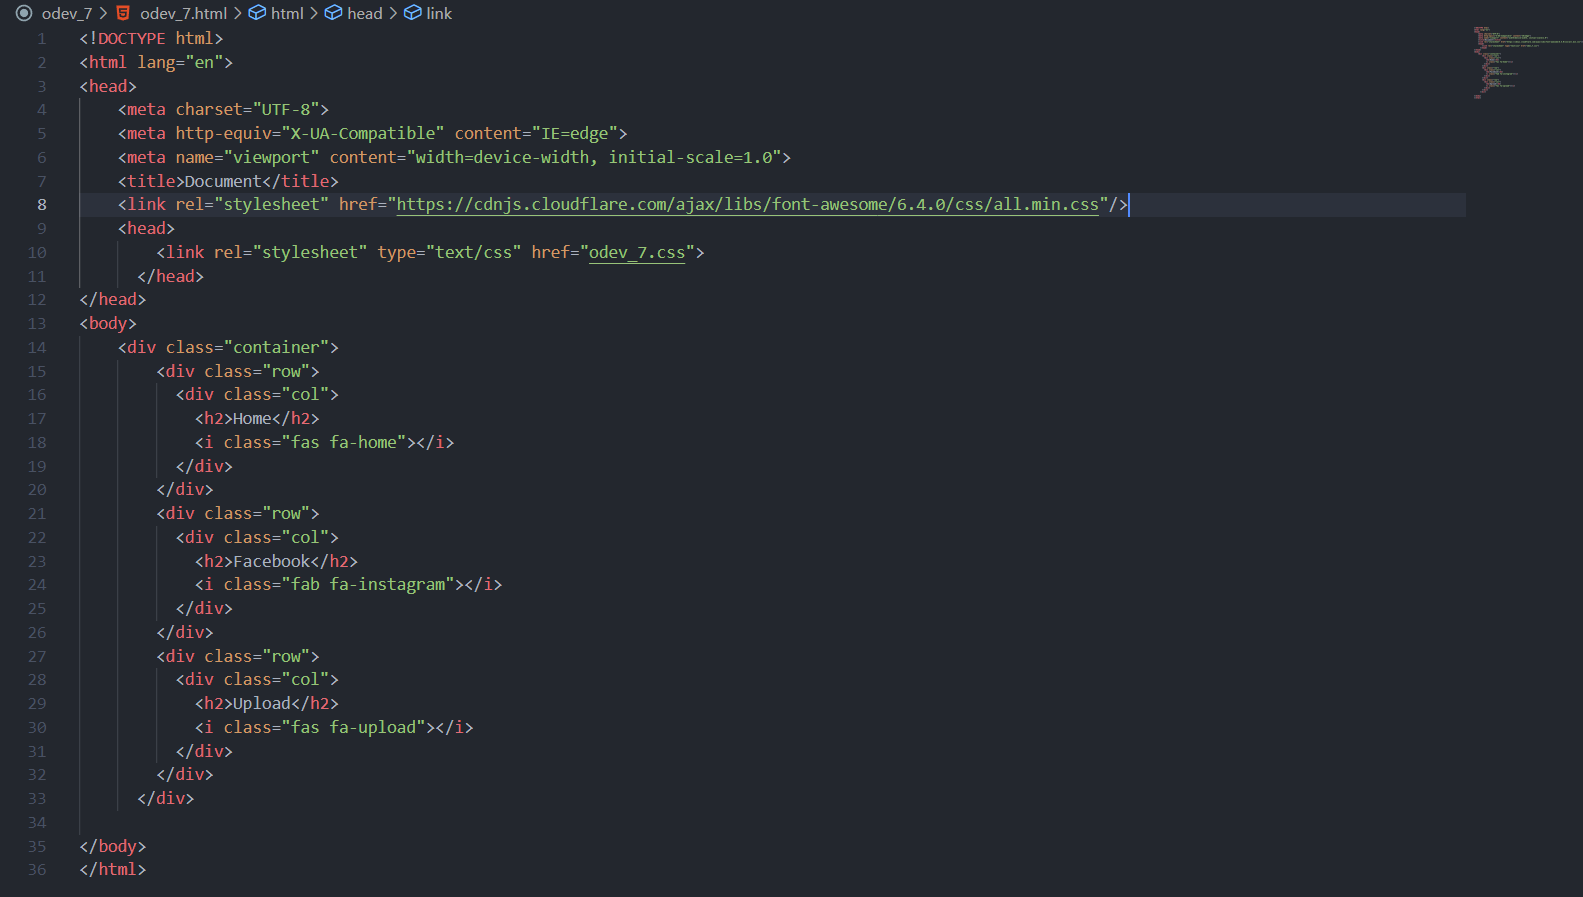 odev_7 > odev_7.html > html > head > link
1 <!DOCTYPE html>
2 <html lang="en">
3 <head>
4     <meta charset="UTF-8">
5     <meta http-equiv="X-UA-Compatible" content="IE=edge">
6     <meta name="viewport" content="width=device-width, initial-scale=1.0">
7     <title>Document</title>
8     <link rel="stylesheet" href="https://cdnjs.cloudflare.com/ajax/libs/font-awesome/6.4.0/css/all.min.css"/>
9     <head>
10         <link rel="stylesheet" type="text/css" href="odev_7.css">
11       </head>
12 </head>
13 <body>
14     <div class="container">
15         <div class="row">
16           <div class="col">
17             <h2>Home</h2>
18             <i class="fas fa-home"></i>
19           </div>
20         </div>
21         <div class="row">
22           <div class="col">
23             <h2>Facebook</h2>
24             <i class="fab fa-instagram"></i>
25           </div>
26         </div>
27         <div class="row">
28           <div class="col">
29             <h2>Upload</h2>
30             <i class="fas fa-upload"></i>
31           </div>
32         </div>
33       </div>
34
35 </body>
36 </html>